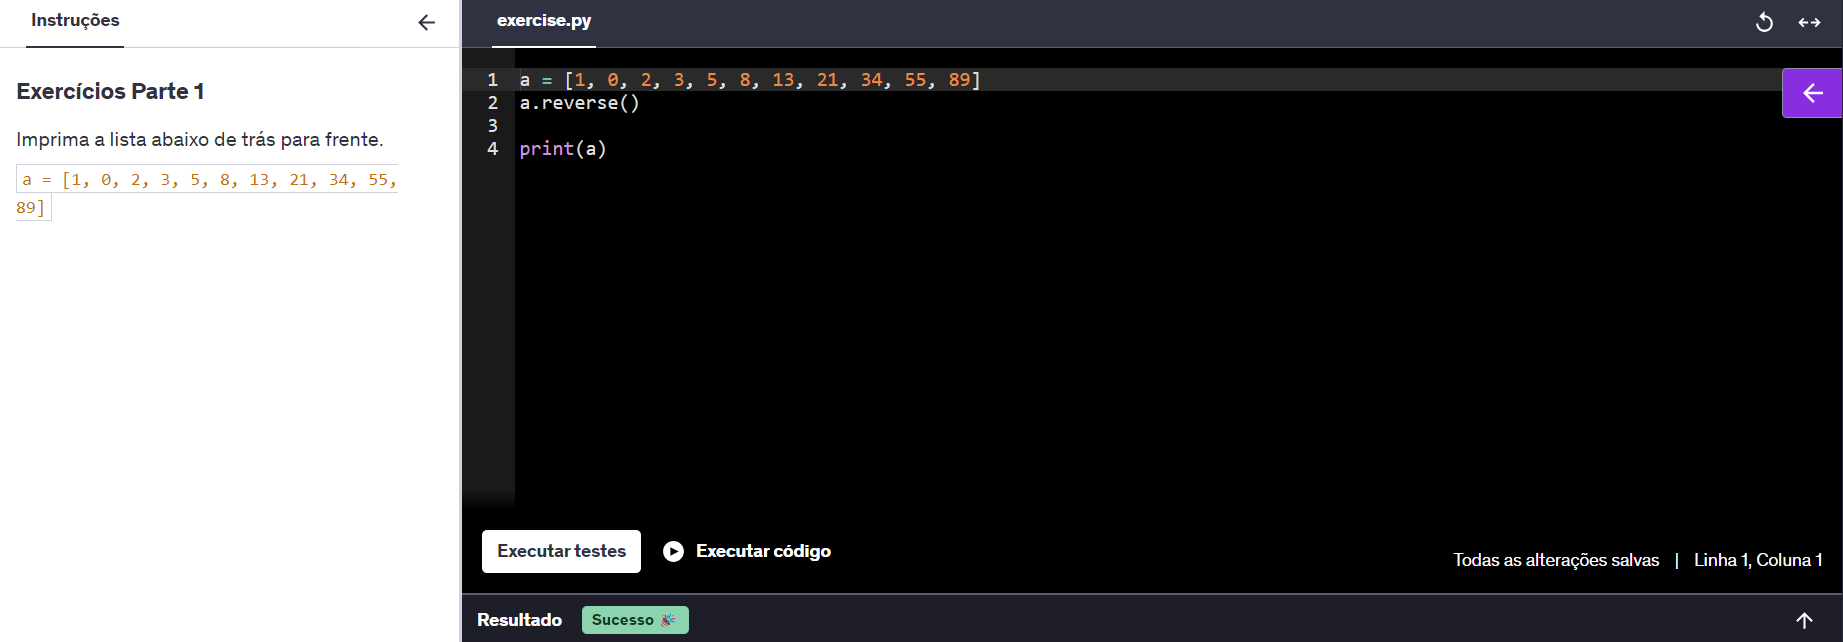 Instruções
Exercícios Parte 1
Imprima a lista abaixo de trás para frente.
a = [1, 0, 2, 3, 5, 8, 13, 21, 34, 55,
89]
exercise.py
1 a = [1, 0, 2, 3, 5, 8, 13, 21, 34, 55, 89]
2 a.reverse()
3
4 print(a)
Executar testes
Executar código
Todas as alterações salvas | Linha 1, Coluna 1
Resultado Sucesso 🎉